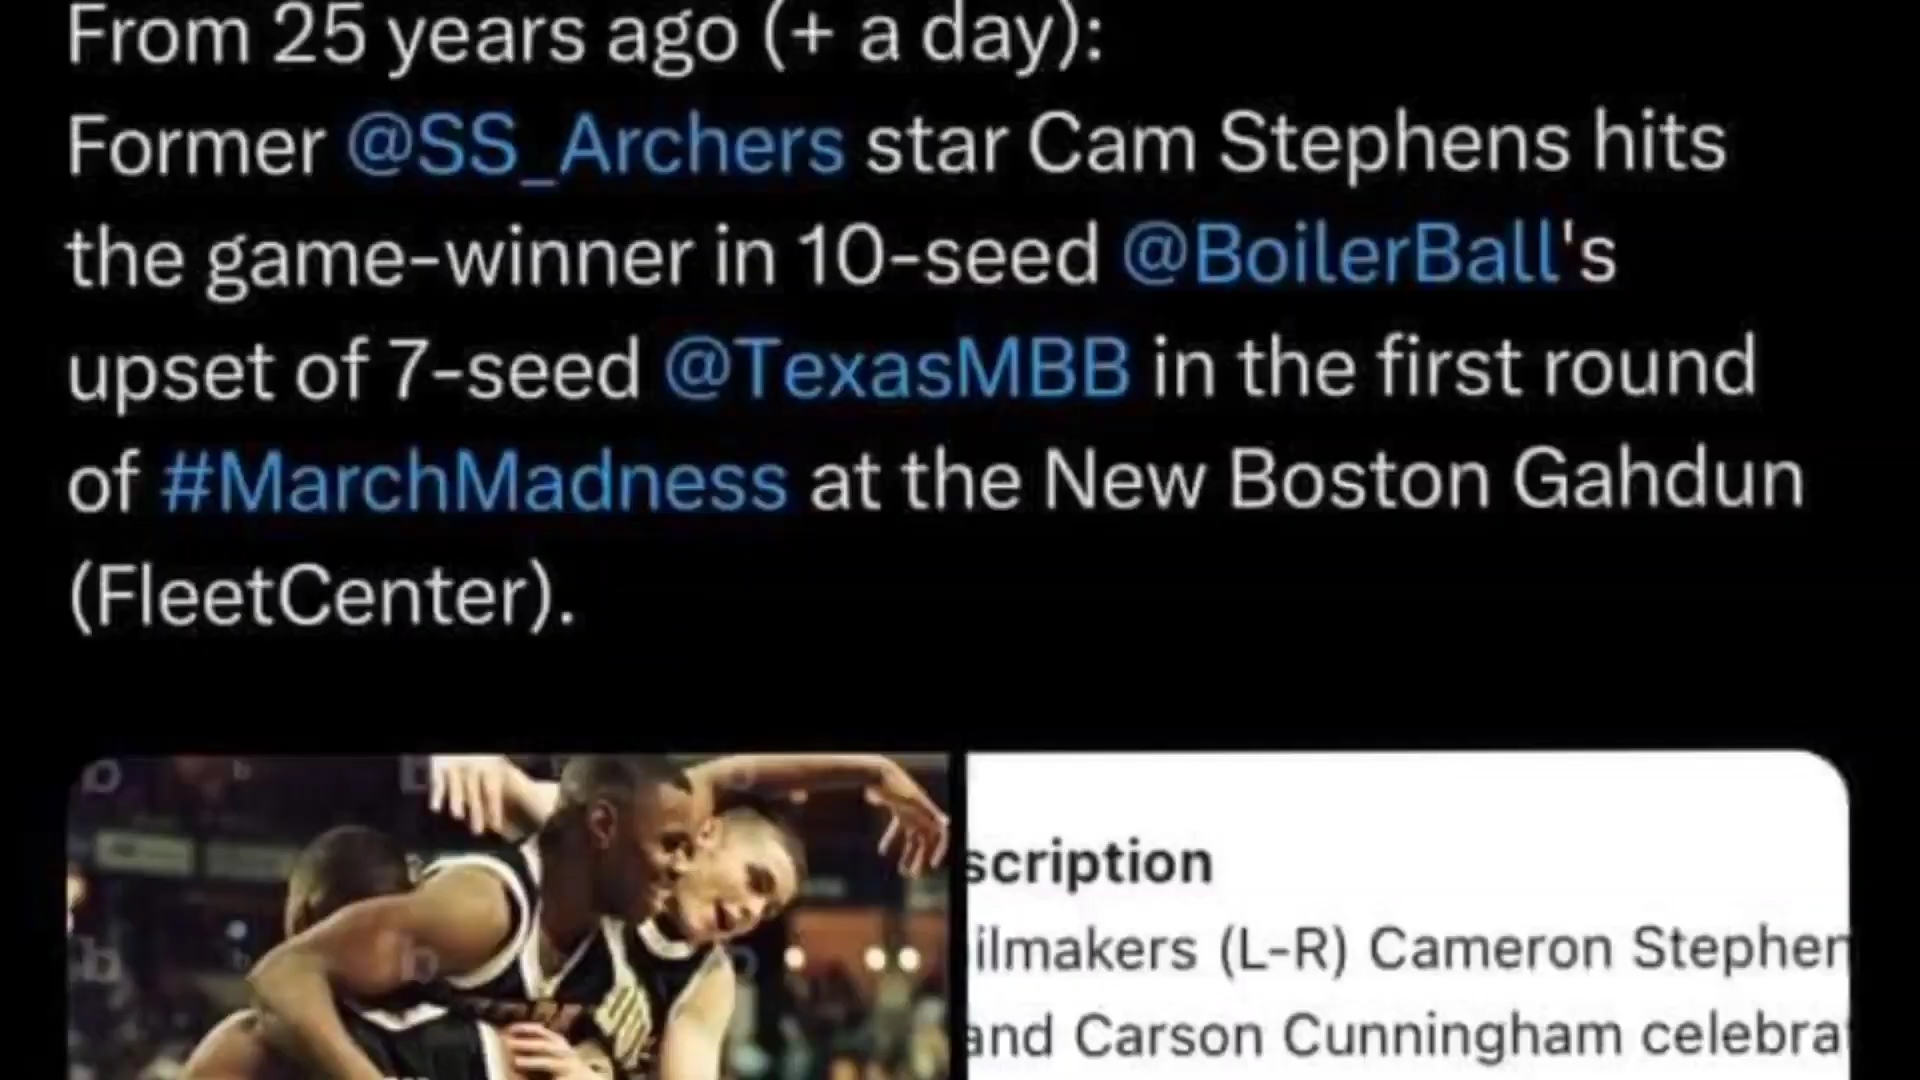 From 25 years ago (+ a day):
Former @SS_Archers star Cam Stephens hits
the game-winner in 10-seed @BoilerBall's
upset of 7-seed @TexasMBB in the first round
of #MarchMadness at the New Boston Gahdun
(FleetCenter).
scription
ilmakers (L-R) Cameron Stephen
and Carson Cunningham celebra